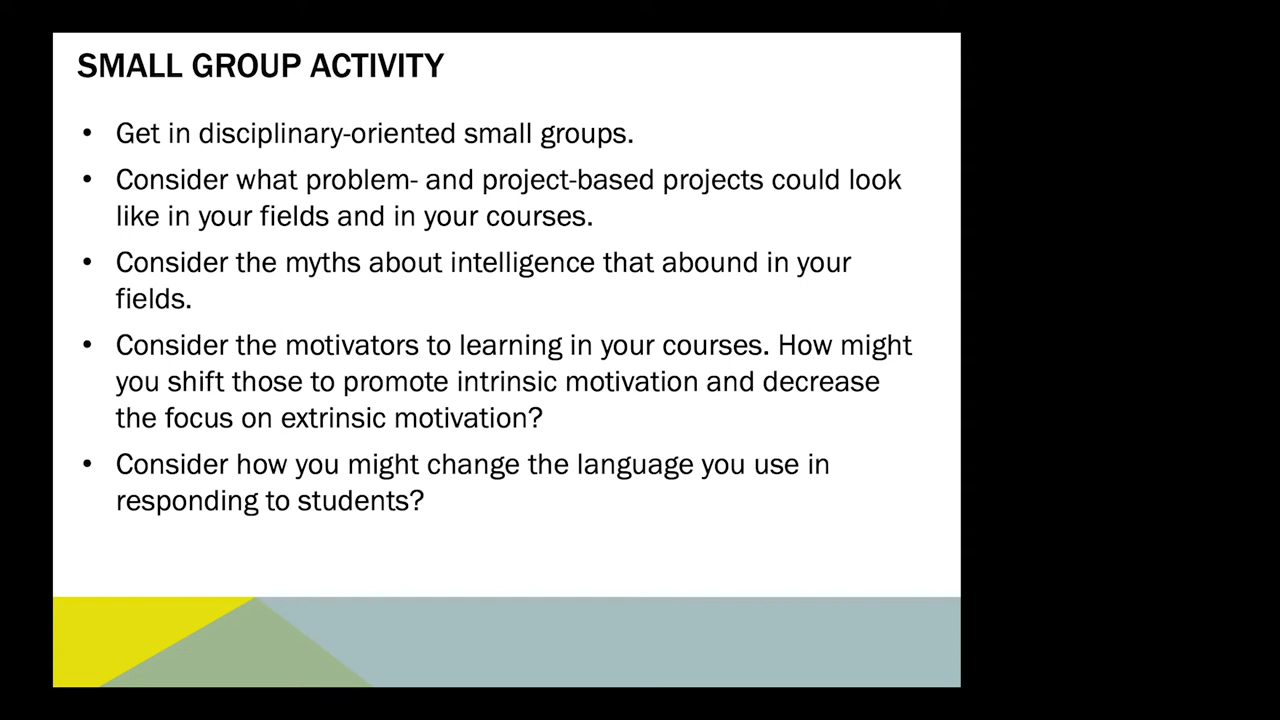 SMALL GROUP ACTIVITY
• Get in disciplinary-oriented small groups.
• Consider what problem- and project-based projects could look
like in your fields and in your courses.
• Consider the myths about intelligence that abound in your
fields.
• Consider the motivators to learning in your courses. How might
you shift those to promote intrinsic motivation and decrease
the focus on extrinsic motivation?
• Consider how you might change the language you use in
responding to students?